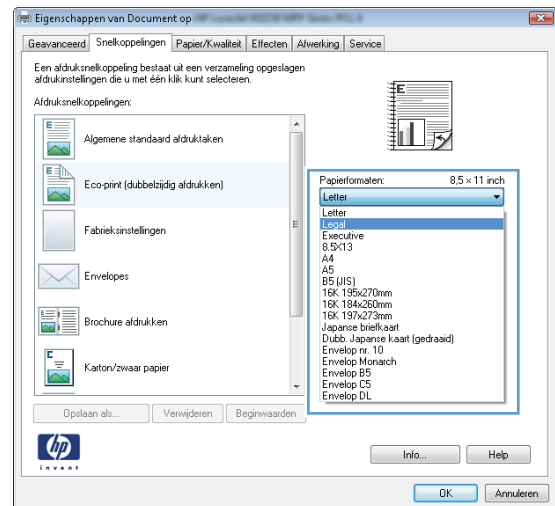 Eigenschappen van Document op
Geavanceerd Snelkoppelingen Papier/Kwaliteit Effecten Afwerking Service
Een afdruksnelkoppeling bestaat uit een verzameling opgeslagen
afdrukinstellingen die u met één klik kunt selecteren.
Afdruksnelkoppelingen:
Algemene standaard afdruktaken
Eco-print (dubbelzijdig afdrukken)
Fabrieksinstellingen
Envelopes
Brochure afdrukken
Karton/zwaar papier
Opslaan als... Verwijderen Beginwaarden
E
Papierformaten: 8,5 × 11 inch
Letter
Letter
Legal
Executive
8.5X13
A4
A5
B5 (JIS)
16K 195x270mm
16K 184x260mm
16K 197x273mm
Japanse briefkaart
Dubb. Japanse kaart (gedraaid)
Envelop nr. 10
Envelop Monarch
Envelop B5
Envelop C5
Envelop DL
hp
invent
Info... Help
OK Annuleren